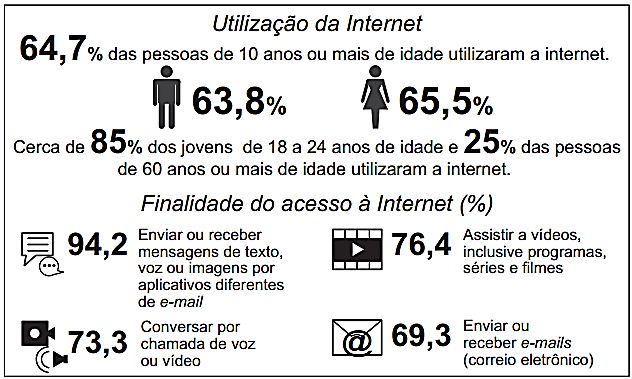 Utilização da Internet
64,7% das pessoas de 10 anos ou mais de idade utilizaram a internet.
63,8% 65,5%
Cerca de 85% dos jovens de 18 a 24 anos de idade e 25% das pessoas
de 60 anos ou mais de idade utilizaram a internet.
Finalidade do acesso à Internet (%)
94,2
Enviar ou receber
mensagens de texto,
voz ou imagens por
aplicativos diferentes
de e-mail
76,4
Assistir a vídeos,
inclusive programas,
séries e filmes
73,3
Conversar por
chamada de voz
ou vídeo
@
69,3
Enviar ou
receber e-mails
(correio eletrônico)